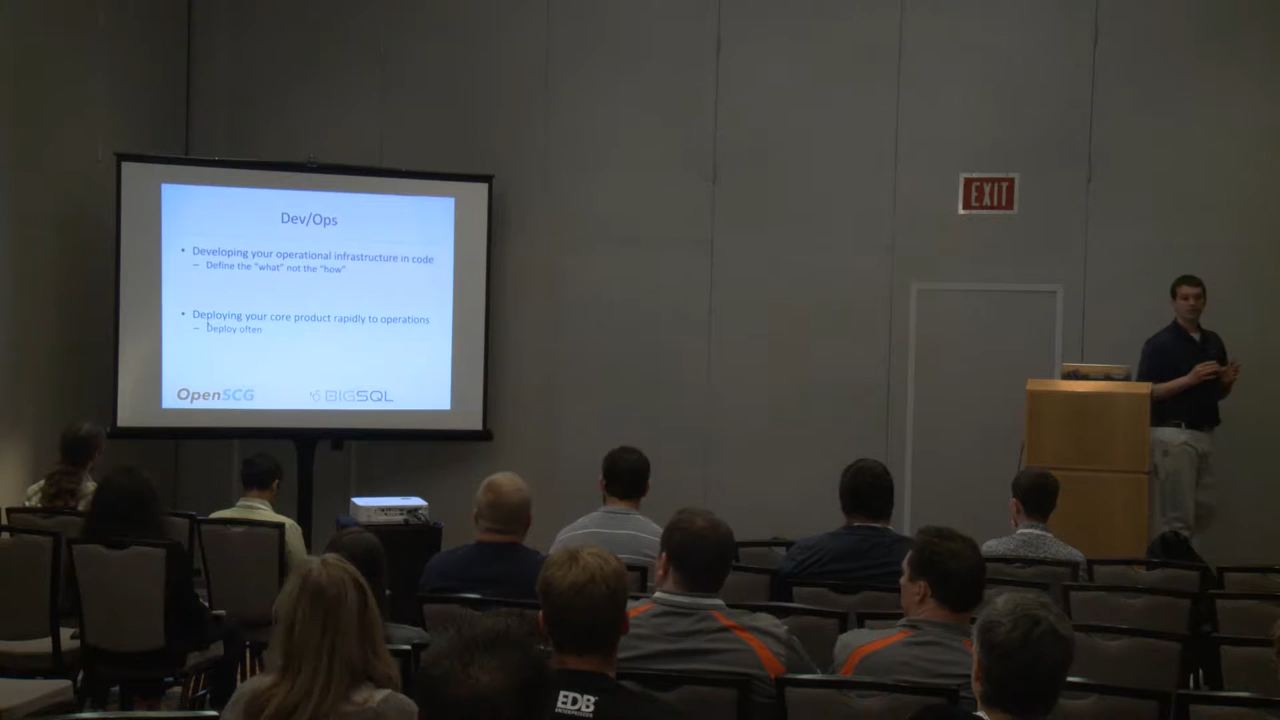 Dev/Ops
• Developing your operational infrastructure in code
– Define the "what" not the "how"
• Deploying your core product rapidly to operations
– Deploy often
OpenSCG
BIGSQL
EXIT
EDB
ENTERPRISEDB